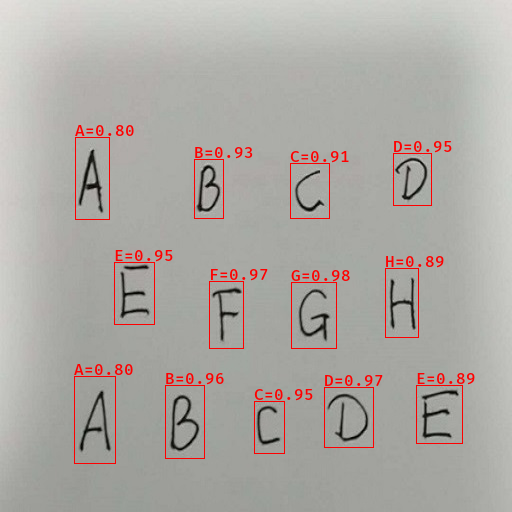 A=0.80 B=0.93 C=0.91 D=0.95
A B C D
E=0.95 F=0.97 G=0.98 H=0.89
E F G H
A=0.80 B=0.96 C=0.95 D=0.97 E=0.89
A B C D E